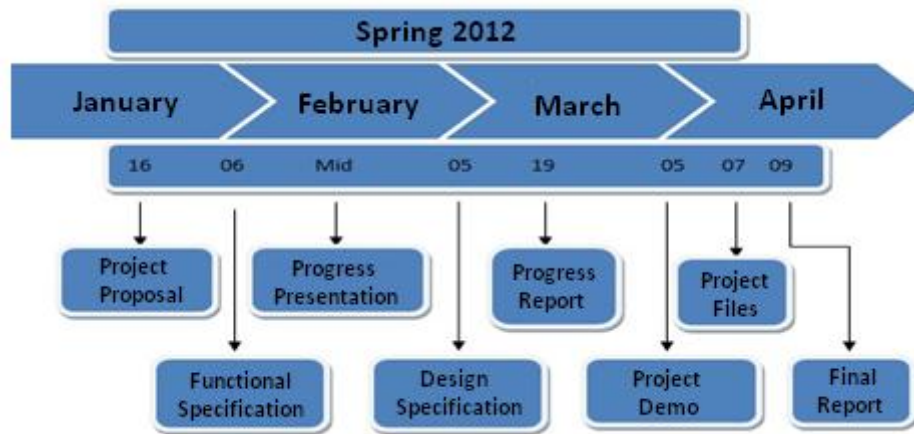 Spring 2012
January February March April
16 06 Mid 05 19 05 07 09
Project
Proposal
Progress
Presentation
Progress
Report
Project
Files
Functional
Specification
Design
Specification
Project
Demo
Final
Report